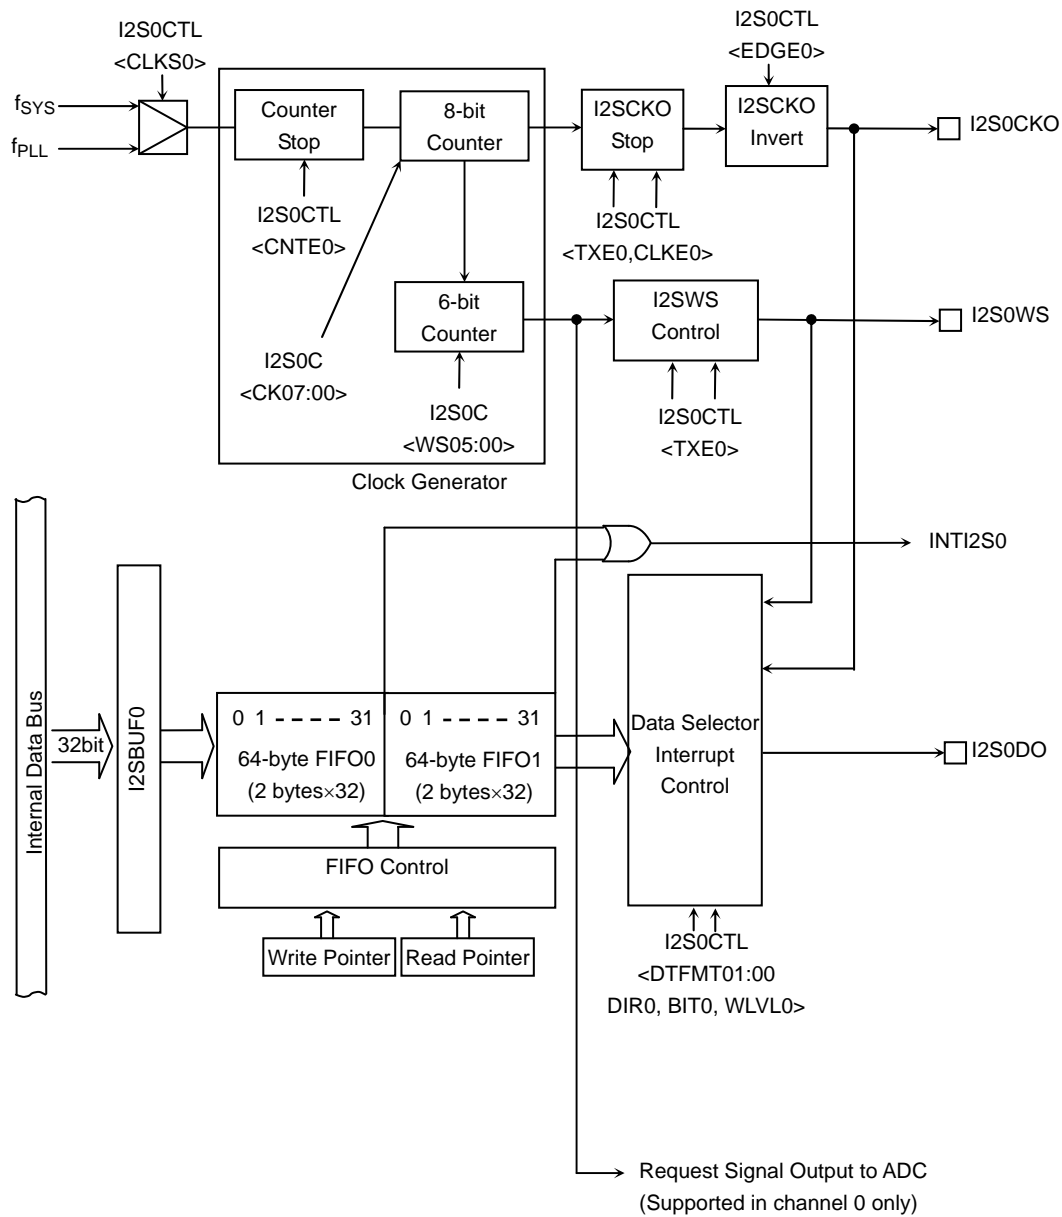 I2S0CTL
<CLKS0>
fSYS
fPLL
Counter
Stop
8-bit
Counter
I2S0CTL
<CNTE0>
6-bit
Counter
I2S0C
<CK07:00>
I2S0C
<WS05:00>
Clock Generator
I2SCKO
Stop
I2S0CTL
<TXE0,CLKE0>
I2S0CTL
<EDGE0>
I2SCKO
Invert
I2S0CKO
I2SWS
Control
I2S0CTL
<TXE0>
I2S0WS
INTI2S0
Internal Data Bus
32bit
I2SBUF0
0 1 ----- 31
64-byte FIFO0
(2 bytes×32)
0 1 ----- 31
64-byte FIFO1
(2 bytes×32)
FIFO Control
Write Pointer
Read Pointer
Data Selector
Interrupt
Control
I2S0DO
I2S0CTL
<DTFMT01:00
DIR0, BIT0, WLVL0>
Request Signal Output to ADC
(Supported in channel 0 only)